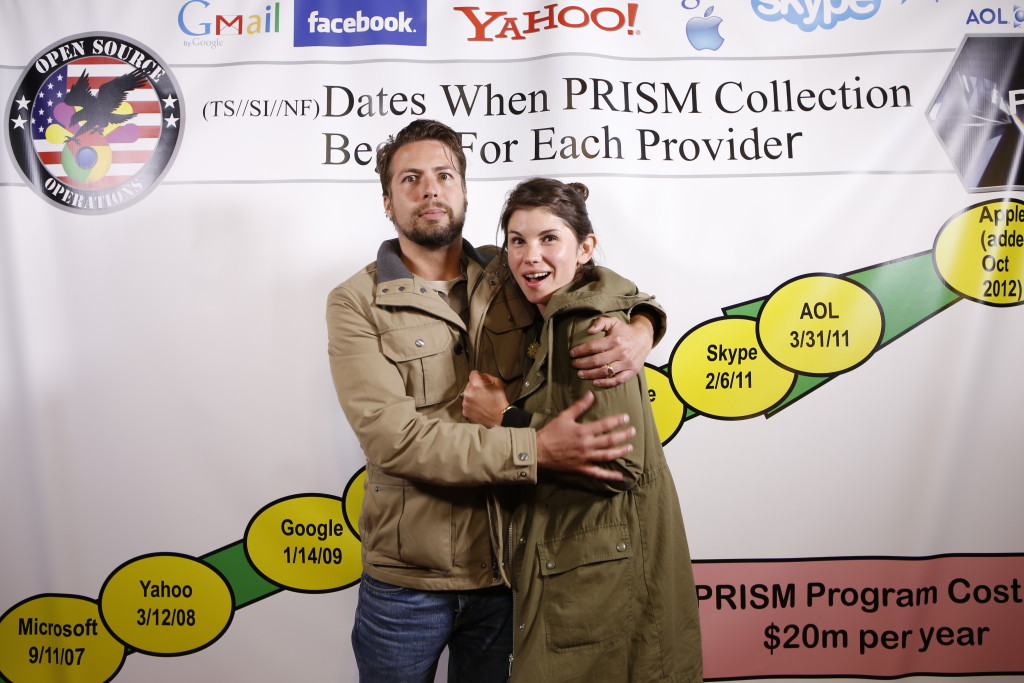 Gmail
by Google
facebook.
YAHOO!
skype
AOL
OPEN SOURCE
OPERATIONS
(TS//SI//NF) Dates When PRISM Collection
For Each Provider
Apple
Oct
2012)
AOL
3/31/11
Skype
2/6/11
Google
1/14/09
Yahoo
3/12/08
Microsoft
9/11/07
PRISM Program Cost
$20m per year